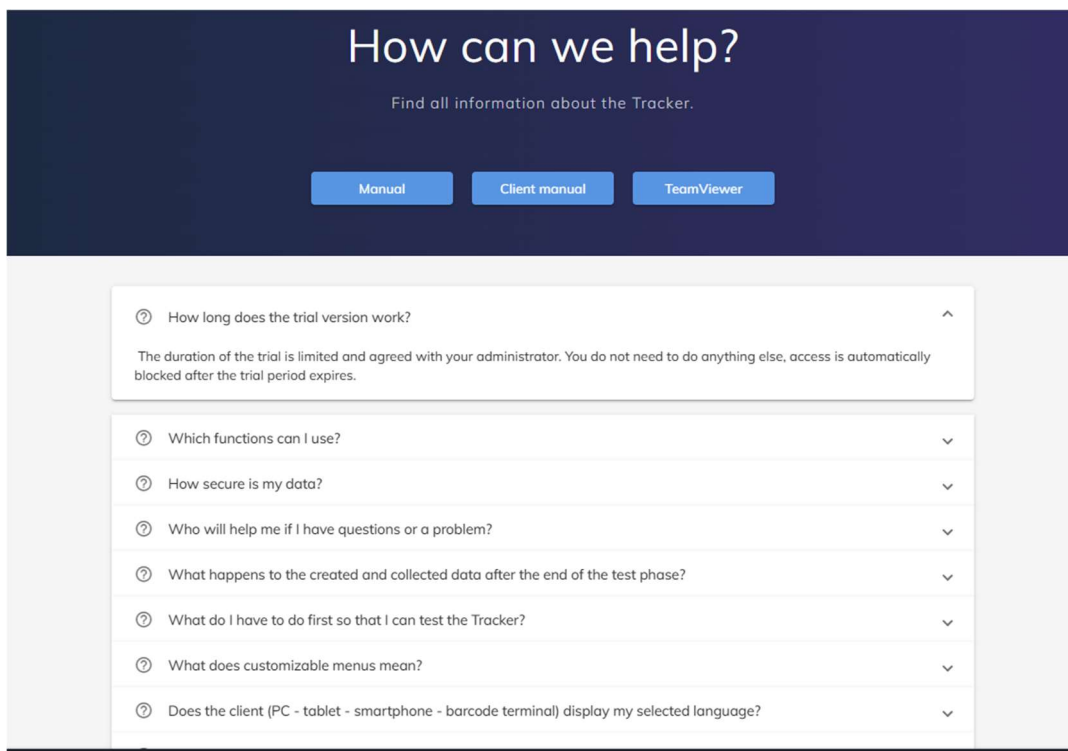 How can we help?
Find all information about the Tracker.
Manual
Client manual
TeamViewer
How long does the trial version work?
The duration of the trial is limited and agreed with your administrator. You do not need to do anything else, access is automatically
blocked after the trial period expires.
Which functions can I use?
How secure is my data?
Who will help me if I have questions or a problem?
What happens to the created and collected data after the end of the test phase?
What do I have to do first so that I can test the Tracker?
What does customizable menus mean?
Does the client (PC - tablet - smartphone - barcode terminal) display my selected language?